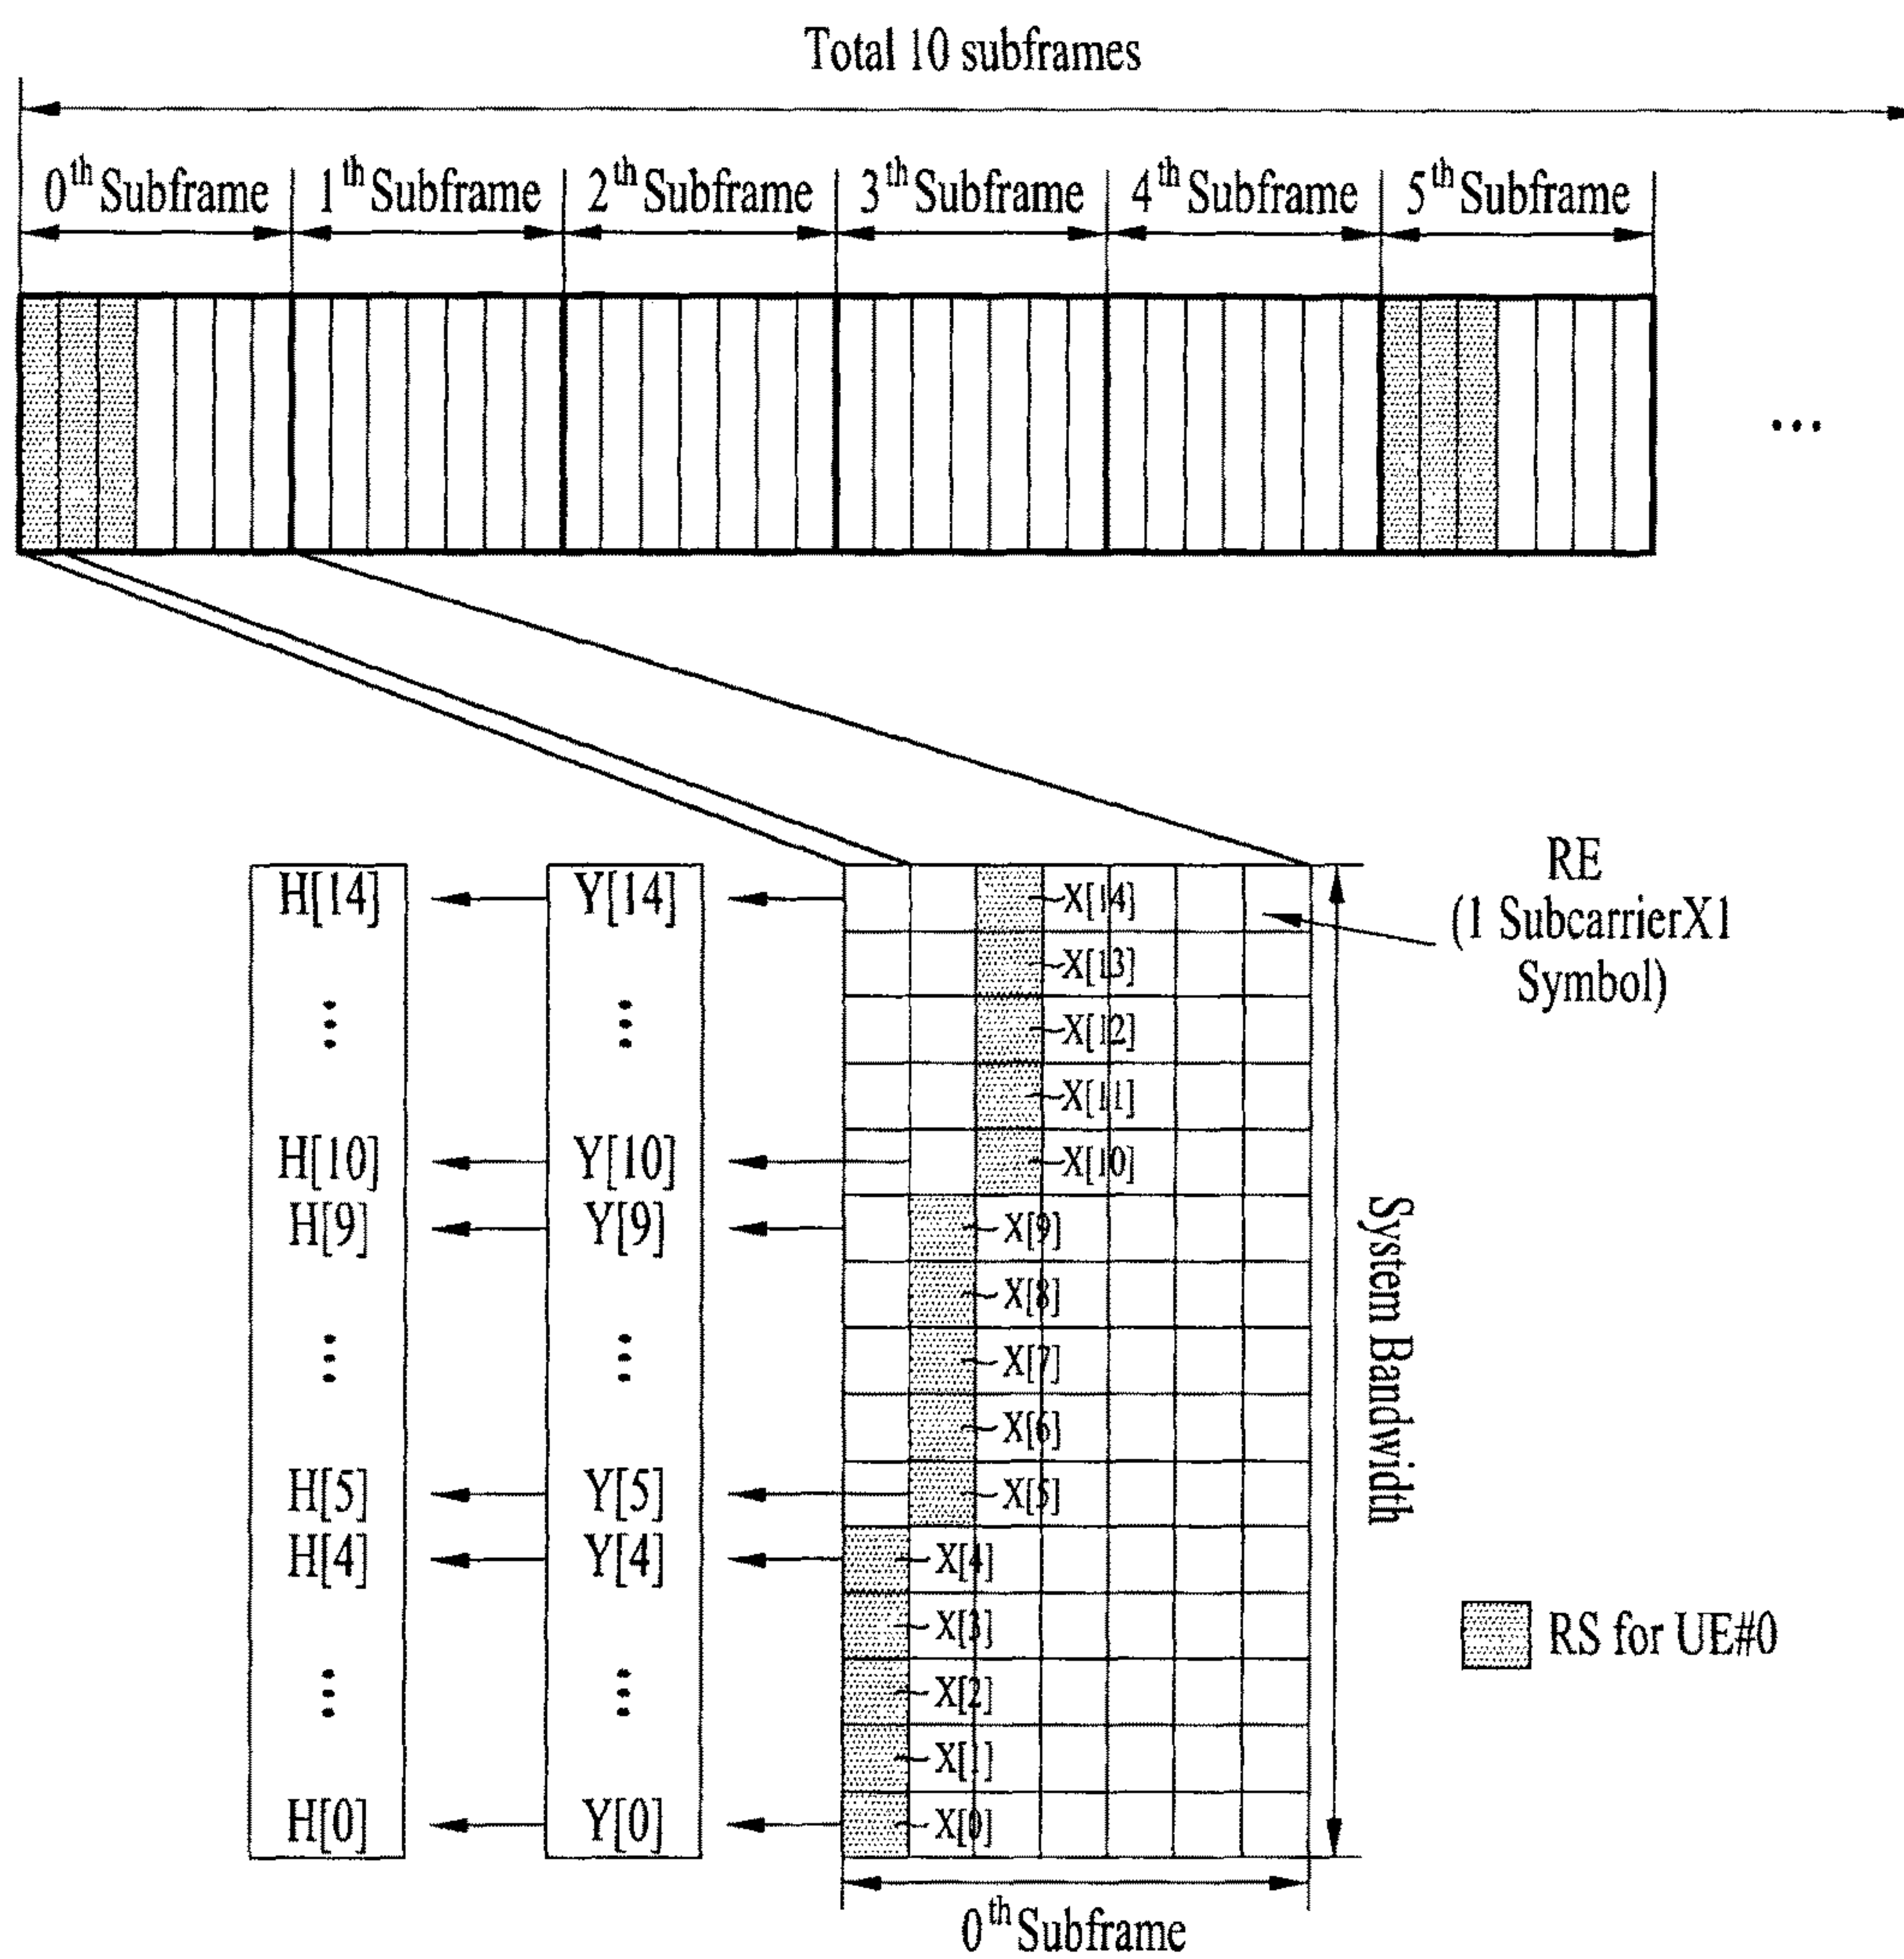 Total 10 subframes
0th Subframe 1th Subframe 2th Subframe 3th Subframe 4th Subframe 5th Subframe
...
RE
(1 SubcarrierX1
Symbol)
H[14] Y[14] X[14]
X[13]
X[12]
X[11]
H[10] Y[10] X[10]
H[9] Y[9] X[9]
X[8]
X[7]
X[6]
H[5] Y[5] X[5]
H[4] Y[4] X[4]
X[3]
X[2]
X[1]
H[0] Y[0] X[0]
System Bandwidth
RS for UE#0
0th Subframe